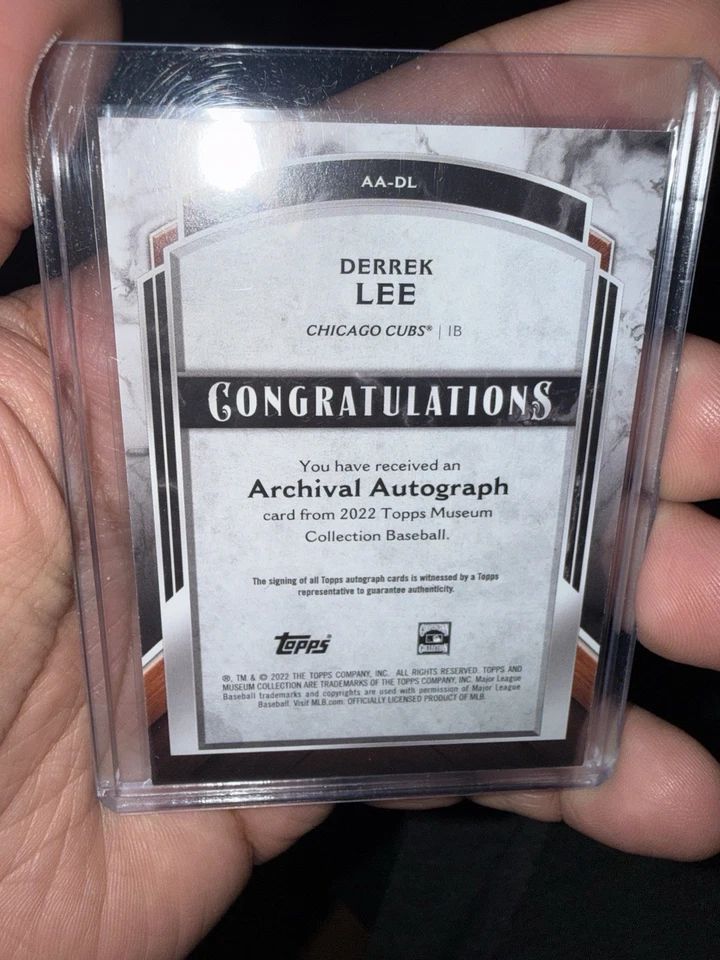 AA-DL
DERREK
LEE
CHICAGO CUBS® | 1B
CONGRATULATIONS
You have received an
Archival Autograph
card from 2022 Topps Museum
Collection Baseball.
The signing of all Topps autograph cards is witnessed by a Topps
representative to guarantee authenticity.
topps®
®, TM, & © 2022 THE TOPPS COMPANY, INC. ALL RIGHTS RESERVED. TOPPS AND
MUSEUM COLLECTION ARE TRADEMARKS OF THE TOPPS COMPANY, INC. Major League
Baseball trademarks and copyrights are used with permission of Major League
Baseball. Visit MLB.com. OFFICIALLY LICENSED PRODUCT OF MLB.